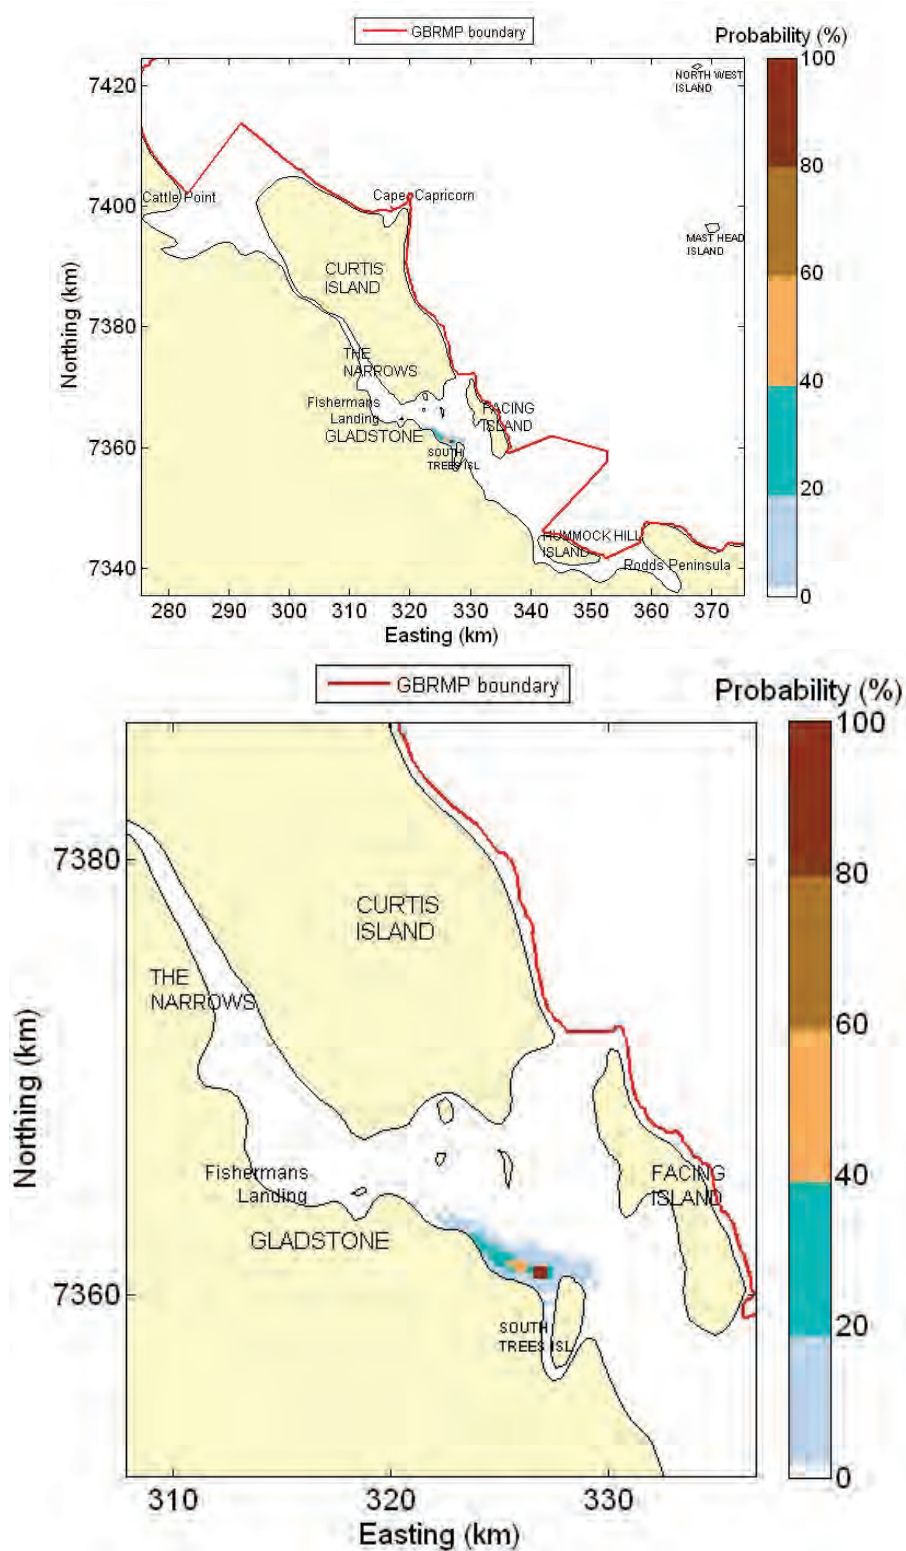 GBRMP boundary
Probability (%)
100
80
60
40
20
0
NORTH WEST
ISLAND
MAST HEAD
ISLAND
Cattle Point
Cape Capricorn
CURTIS
ISLAND
THE
NARROWS
Fishermans
Landing
FACING
ISLAND
GLADSTONE
SOUTH
TREES ISL
HUMMOCK HILL
ISLAND
Rodds Peninsula
7420
7400
7380
7360
7340
Northing (km)
280 290 300 310 320 330 340 350 360 370
Easting (km)
GBRMP boundary
Probability (%)
100
80
60
40
20
0
7380
7360
Northing (km)
CURTIS
ISLAND
THE
NARROWS
Fishermans
Landing
FACING
ISLAND
GLADSTONE
SOUTH
TREES ISL
310 320 330
Easting (km)